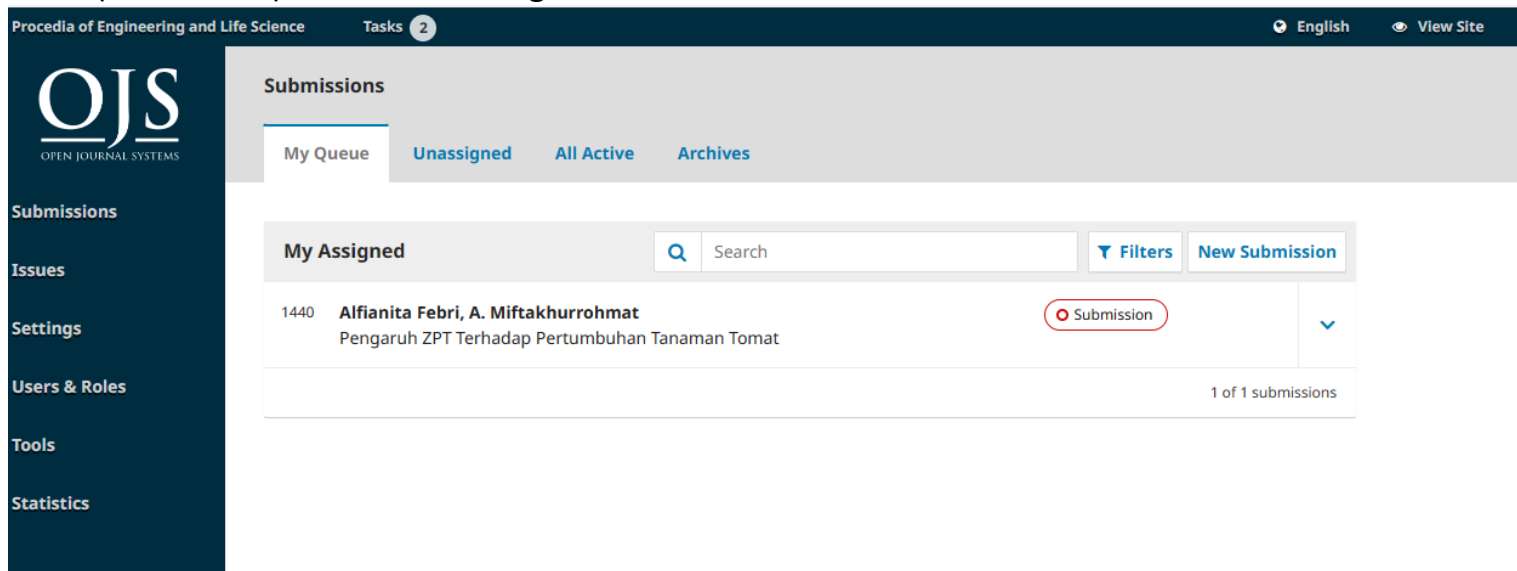 Procedia of Engineering and Life Science Tasks 2 English View Site
OJS
OPEN JOURNAL SYSTEMS
Submissions
Issues
Settings
Users & Roles
Tools
Statistics
Submissions
My Queue Unassigned All Active Archives
My Assigned Search Filters New Submission
1440 Alfianita Febri, A. Miftakhurrohmat Submission
Pengaruh ZPT Terhadap Pertumbuhan Tanaman Tomat
1 of 1 submissions